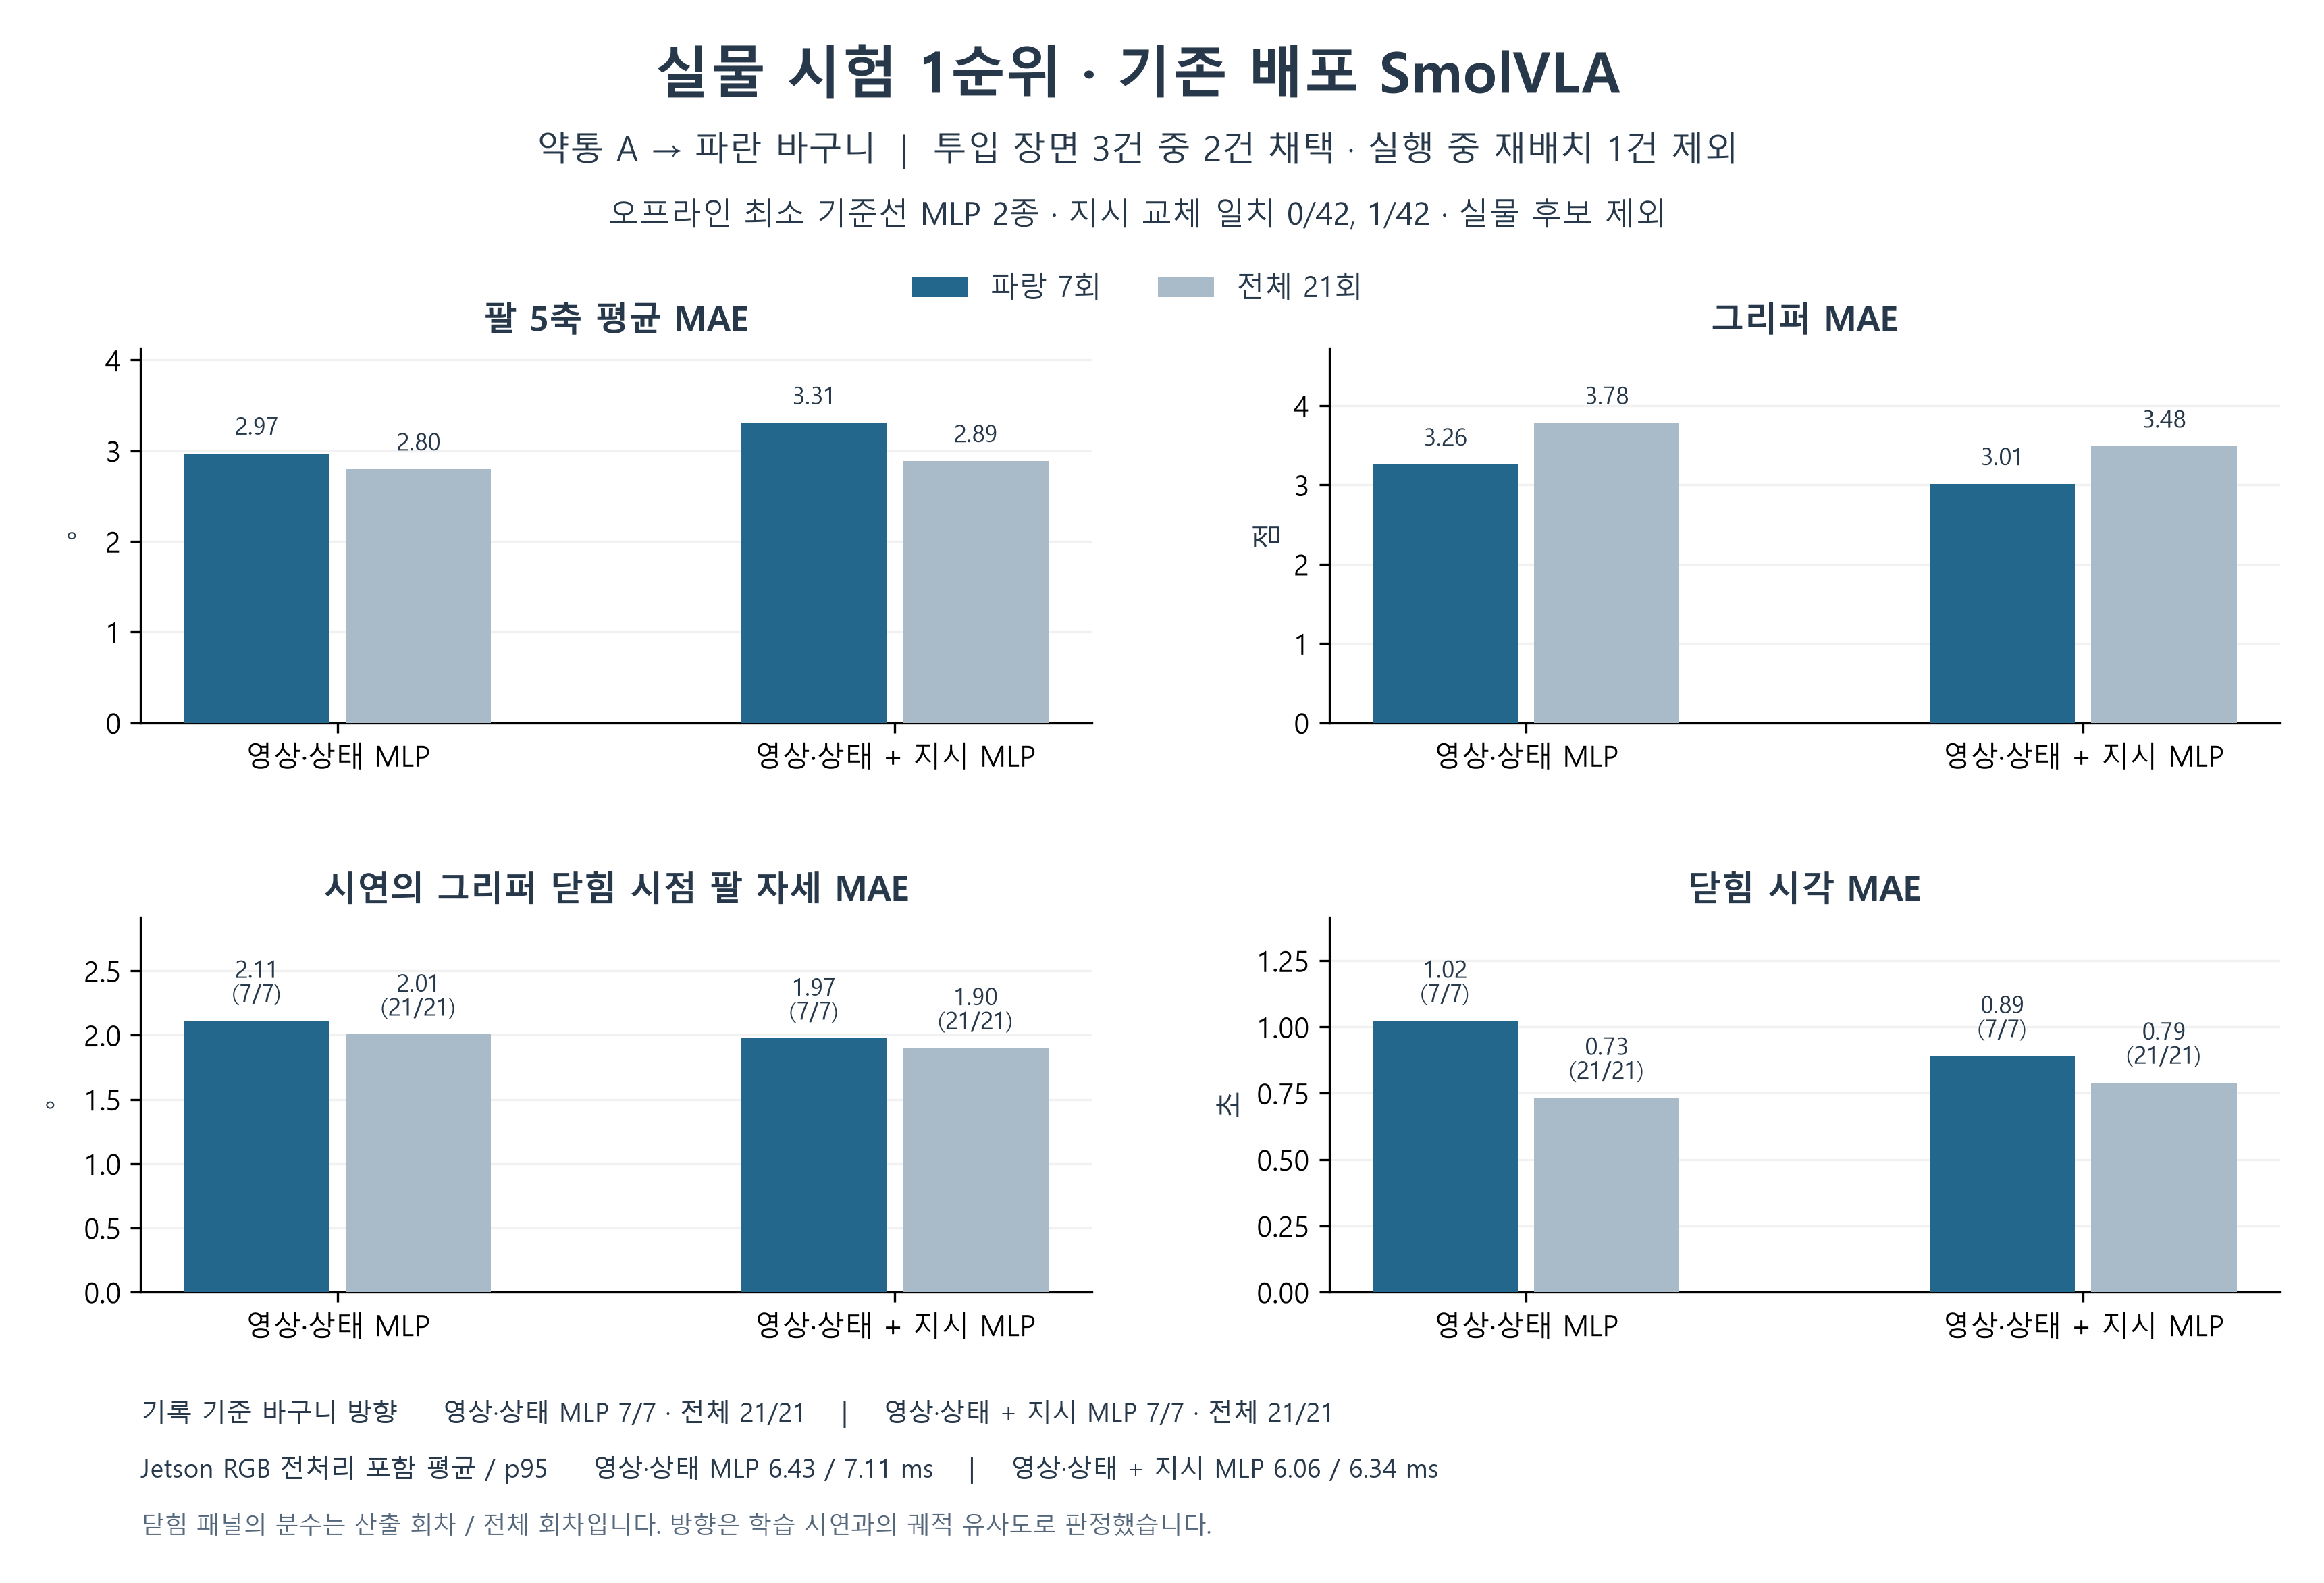 실물 시험 1순위 · 기존 배포 SmolVLA
약통 A → 파란 바구니 | 투입 장면 3건 중 2건 채택 · 실행 중 재배치 1건 제외
오프라인 최소 기준선 MLP 2종 · 지시 교체 일치 0/42, 1/42 · 실물 후보 제외
파랑 7회 전체 21회
팔 5축 평균 MAE
4
3
2
1
0
°
2.97
2.80
3.31
2.89
영상·상태 MLP
영상·상태 + 지시 MLP
그리퍼 MAE
4
3
2
1
0
점
3.26
3.78
3.01
3.48
영상·상태 MLP
영상·상태 + 지시 MLP
시연의 그리퍼 닫힘 시점 팔 자세 MAE
2.5
2.0
1.5
1.0
0.5
0.0
°
2.11
(7/7)
2.01
(21/21)
1.97
(7/7)
1.90
(21/21)
영상·상태 MLP
영상·상태 + 지시 MLP
닫힘 시각 MAE
1.25
1.00
0.75
0.50
0.25
0.00
초
1.02
(7/7)
0.73
(21/21)
0.89
(7/7)
0.79
(21/21)
영상·상태 MLP
영상·상태 + 지시 MLP
기록 기준 바구니 방향 영상·상태 MLP 7/7 · 전체 21/21 | 영상·상태 + 지시 MLP 7/7 · 전체 21/21
Jetson RGB 전처리 포함 평균 / p95 영상·상태 MLP 6.43 / 7.11 ms | 영상·상태 + 지시 MLP 6.06 / 6.34 ms
닫힘 패널의 분수는 산출 회차 / 전체 회차입니다. 방향은 학습 시연과의 궤적 유사도로 판정했습니다.